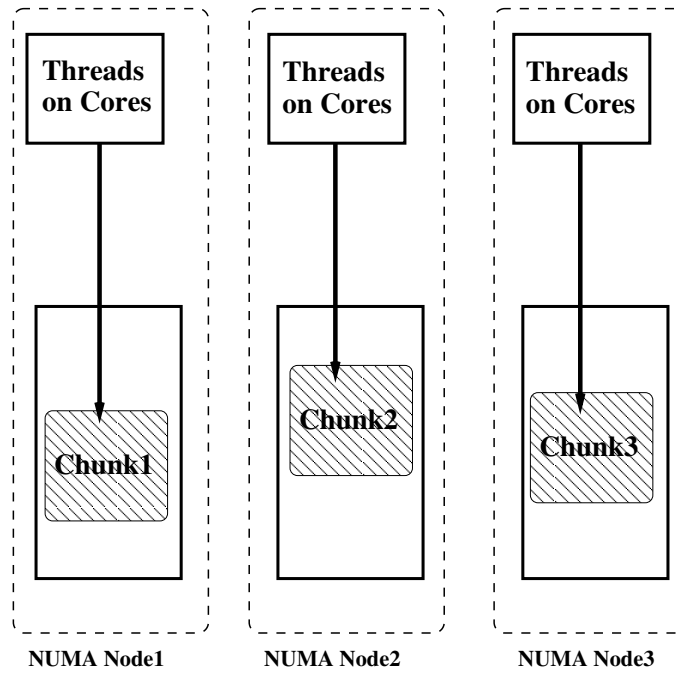 Threads
on Cores
Threads
on Cores
Threads
on Cores
Chunk1
Chunk2
Chunk3
NUMA Node1
NUMA Node2
NUMA Node3